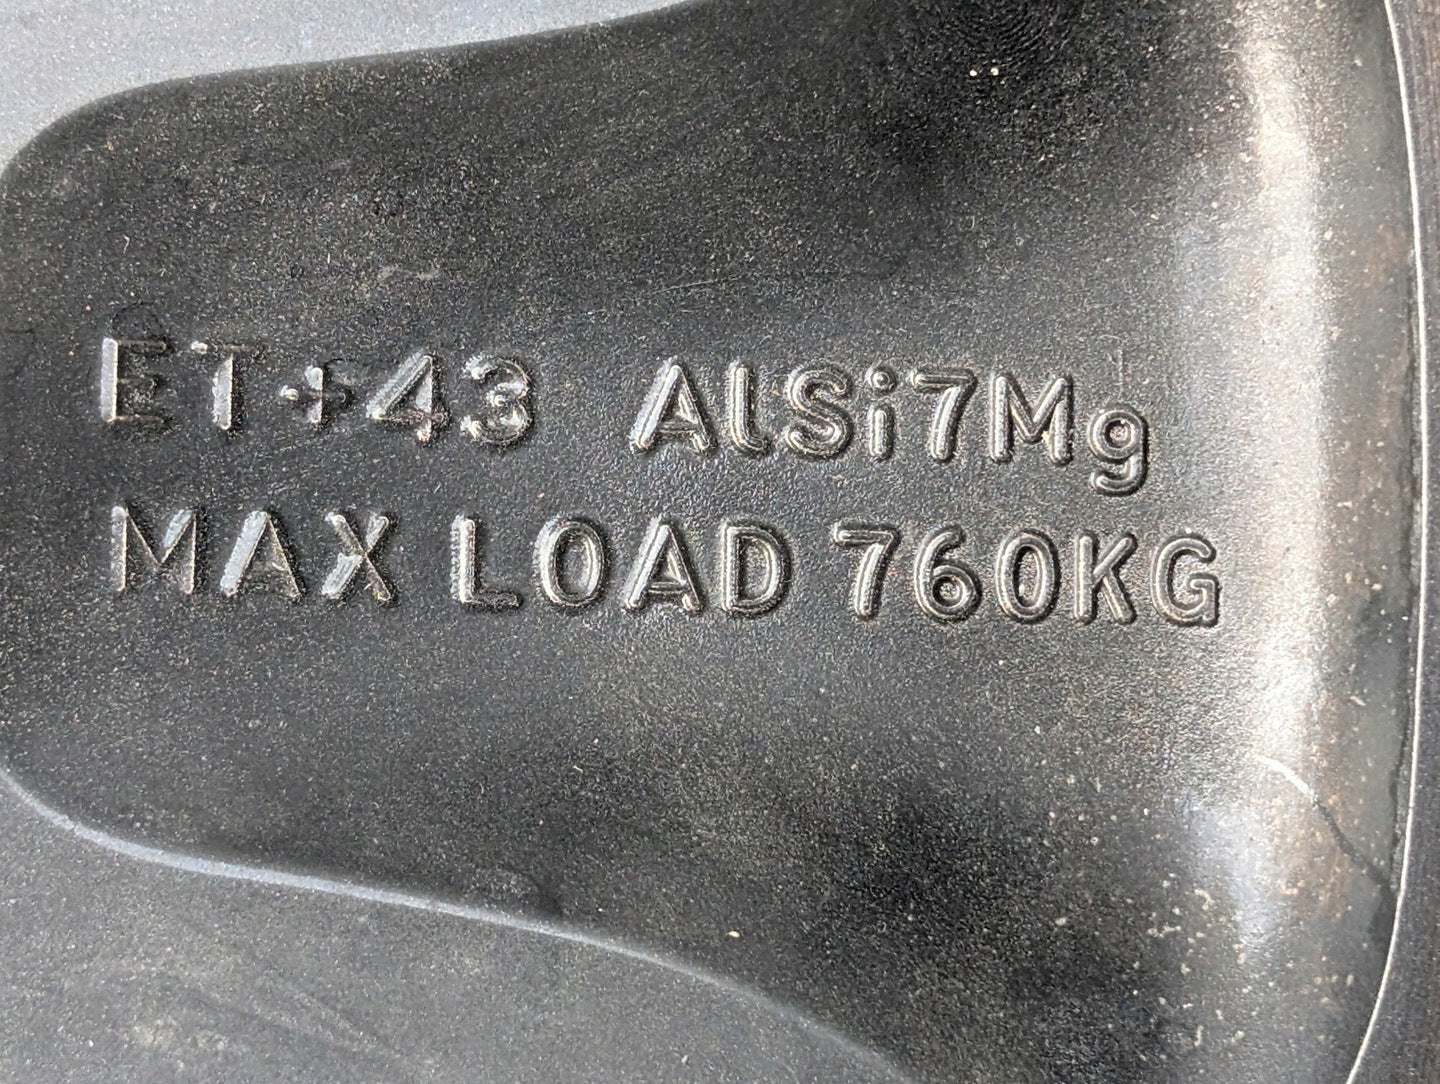 ET+43 AlSi7Mg
MAX LOAD 760KG